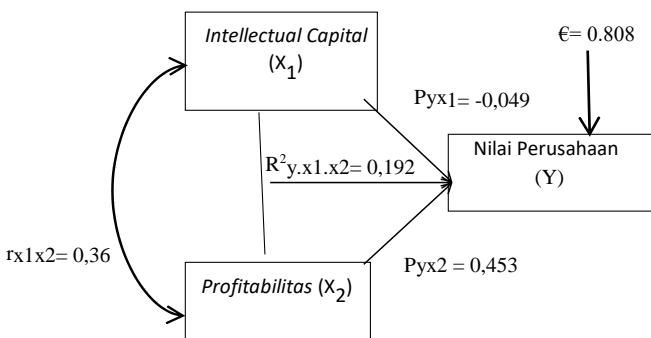 Intellectual Capital
(X1)
€= 0.808
Pyx1= -0,049
Nilai Perusahaan
(Y)
R²y.x1.x2= 0,192
rx1x2= 0,36
Pyx2 = 0,453
Profitabilitas (X2)